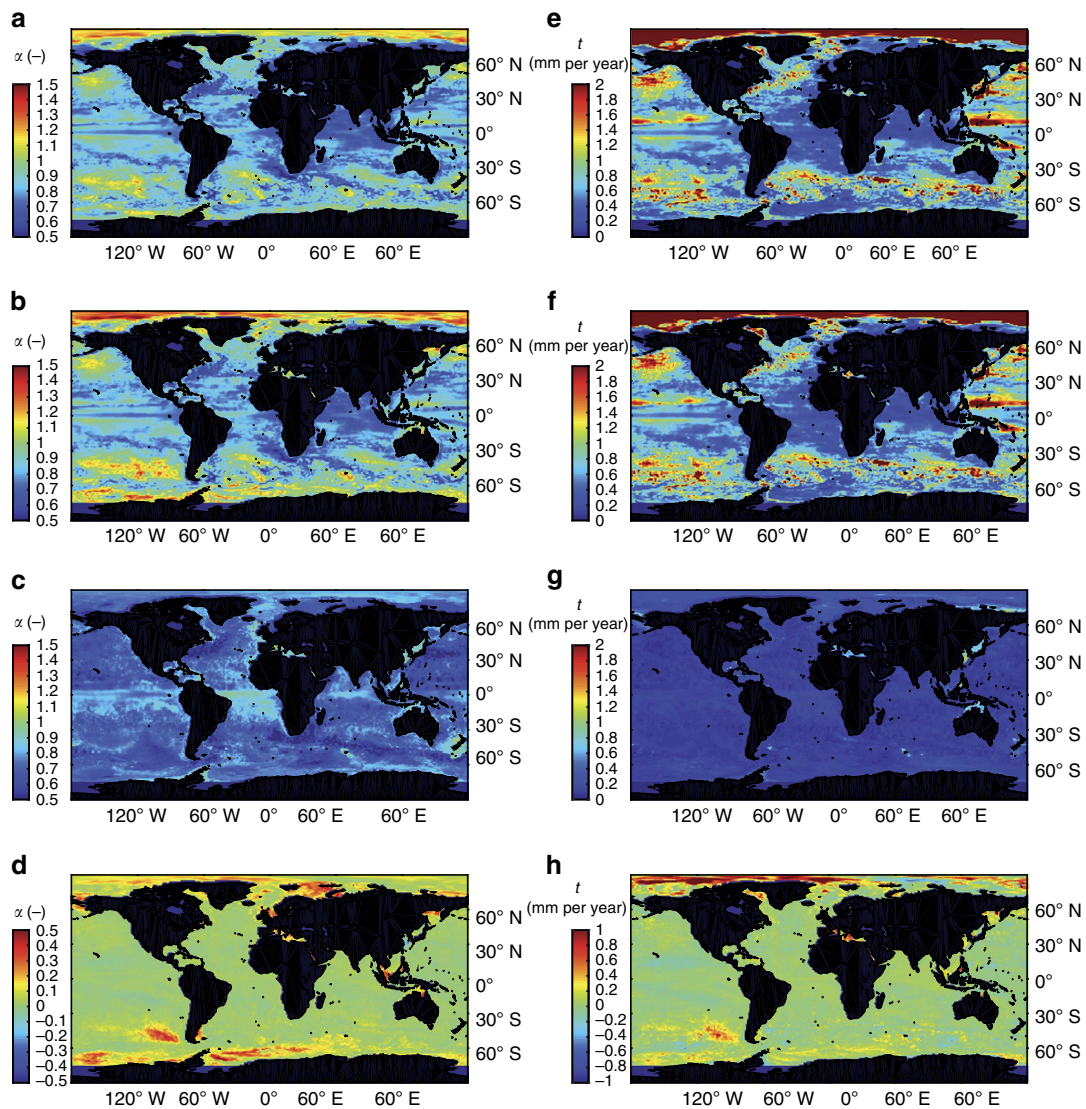 a
α (–)
1.5
1.4
1.3
1.2
1.1
1
0.9
0.8
0.7
0.6
0.5
60° N
30° N
0°
30° S
60° S
120° W 60° W 0° 60° E 60° E
e
t
(mm per year)
2
1.8
1.6
1.4
1.2
1
0.8
0.6
0.4
0.2
0
60° N
30° N
0°
30° S
60° S
120° W 60° W 0° 60° E 60° E
b
α (–)
1.5
1.4
1.3
1.2
1.1
1
0.9
0.8
0.7
0.6
0.5
60° N
30° N
0°
30° S
60° S
120° W 60° W 0° 60° E 60° E
f
t
(mm per year)
2
1.8
1.6
1.4
1.2
1
0.8
0.6
0.4
0.2
0
60° N
30° N
0°
30° S
60° S
120° W 60° W 0° 60° E 60° E
c
α (–)
1.5
1.4
1.3
1.2
1.1
1
0.9
0.8
0.7
0.6
0.5
60° N
30° N
0°
30° S
60° S
120° W 60° W 0° 60° E 60° E
g
t
(mm per year)
2
1.8
1.6
1.4
1.2
1
0.8
0.6
0.4
0.2
0
60° N
30° N
0°
30° S
60° S
120° W 60° W 0° 60° E 60° E
d
α (–)
0.5
0.4
0.3
0.2
0.1
0
–0.1
–0.2
–0.3
–0.4
–0.5
60° N
30° N
0°
30° S
60° S
120° W 60° W 0° 60° E 60° E
h
t
(mm per year)
1
0.8
0.6
0.4
0.2
0
–0.2
–0.4
–0.6
–0.8
–1
60° N
30° N
0°
30° S
60° S
120° W 60° W 0° 60° E 60° E